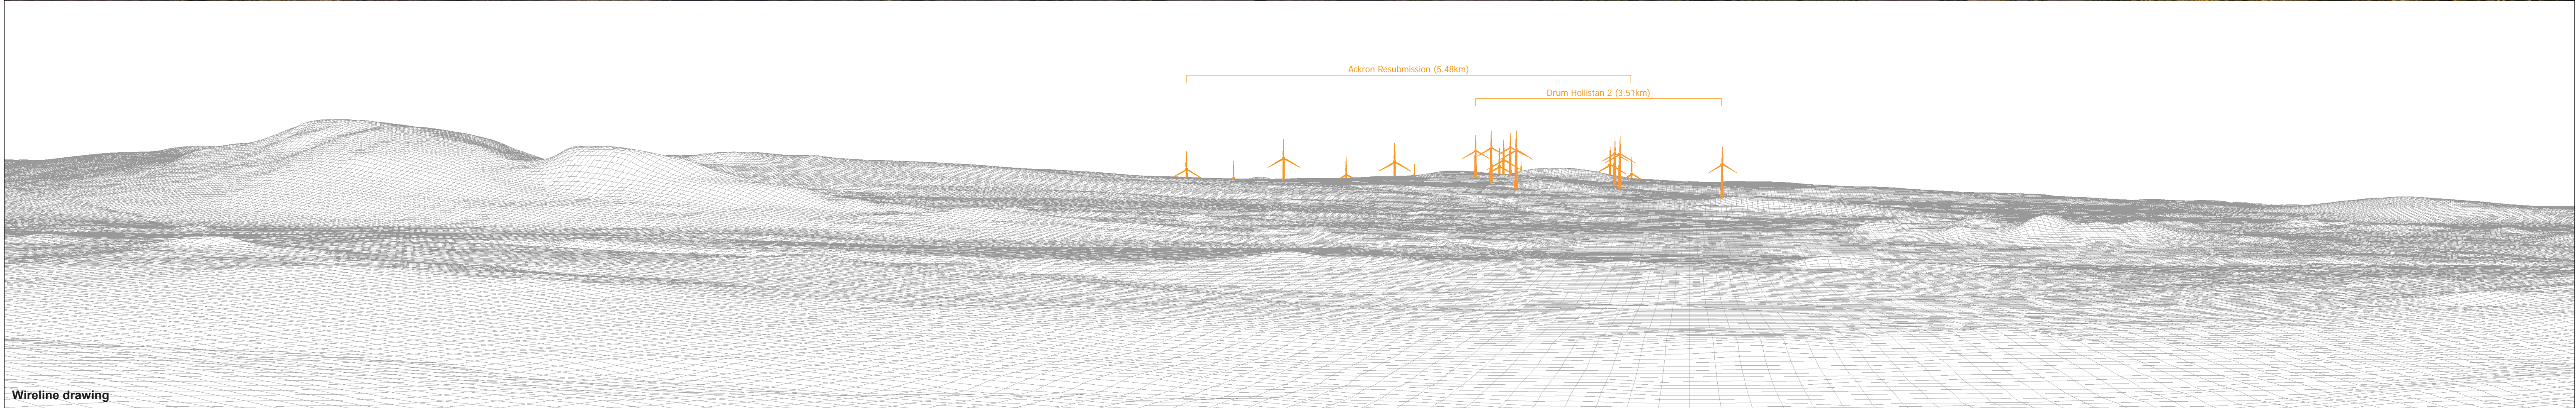 Ackron Resubmission (5.48km)
Drum Hollistan 2 (3.51km)
Wireline drawing